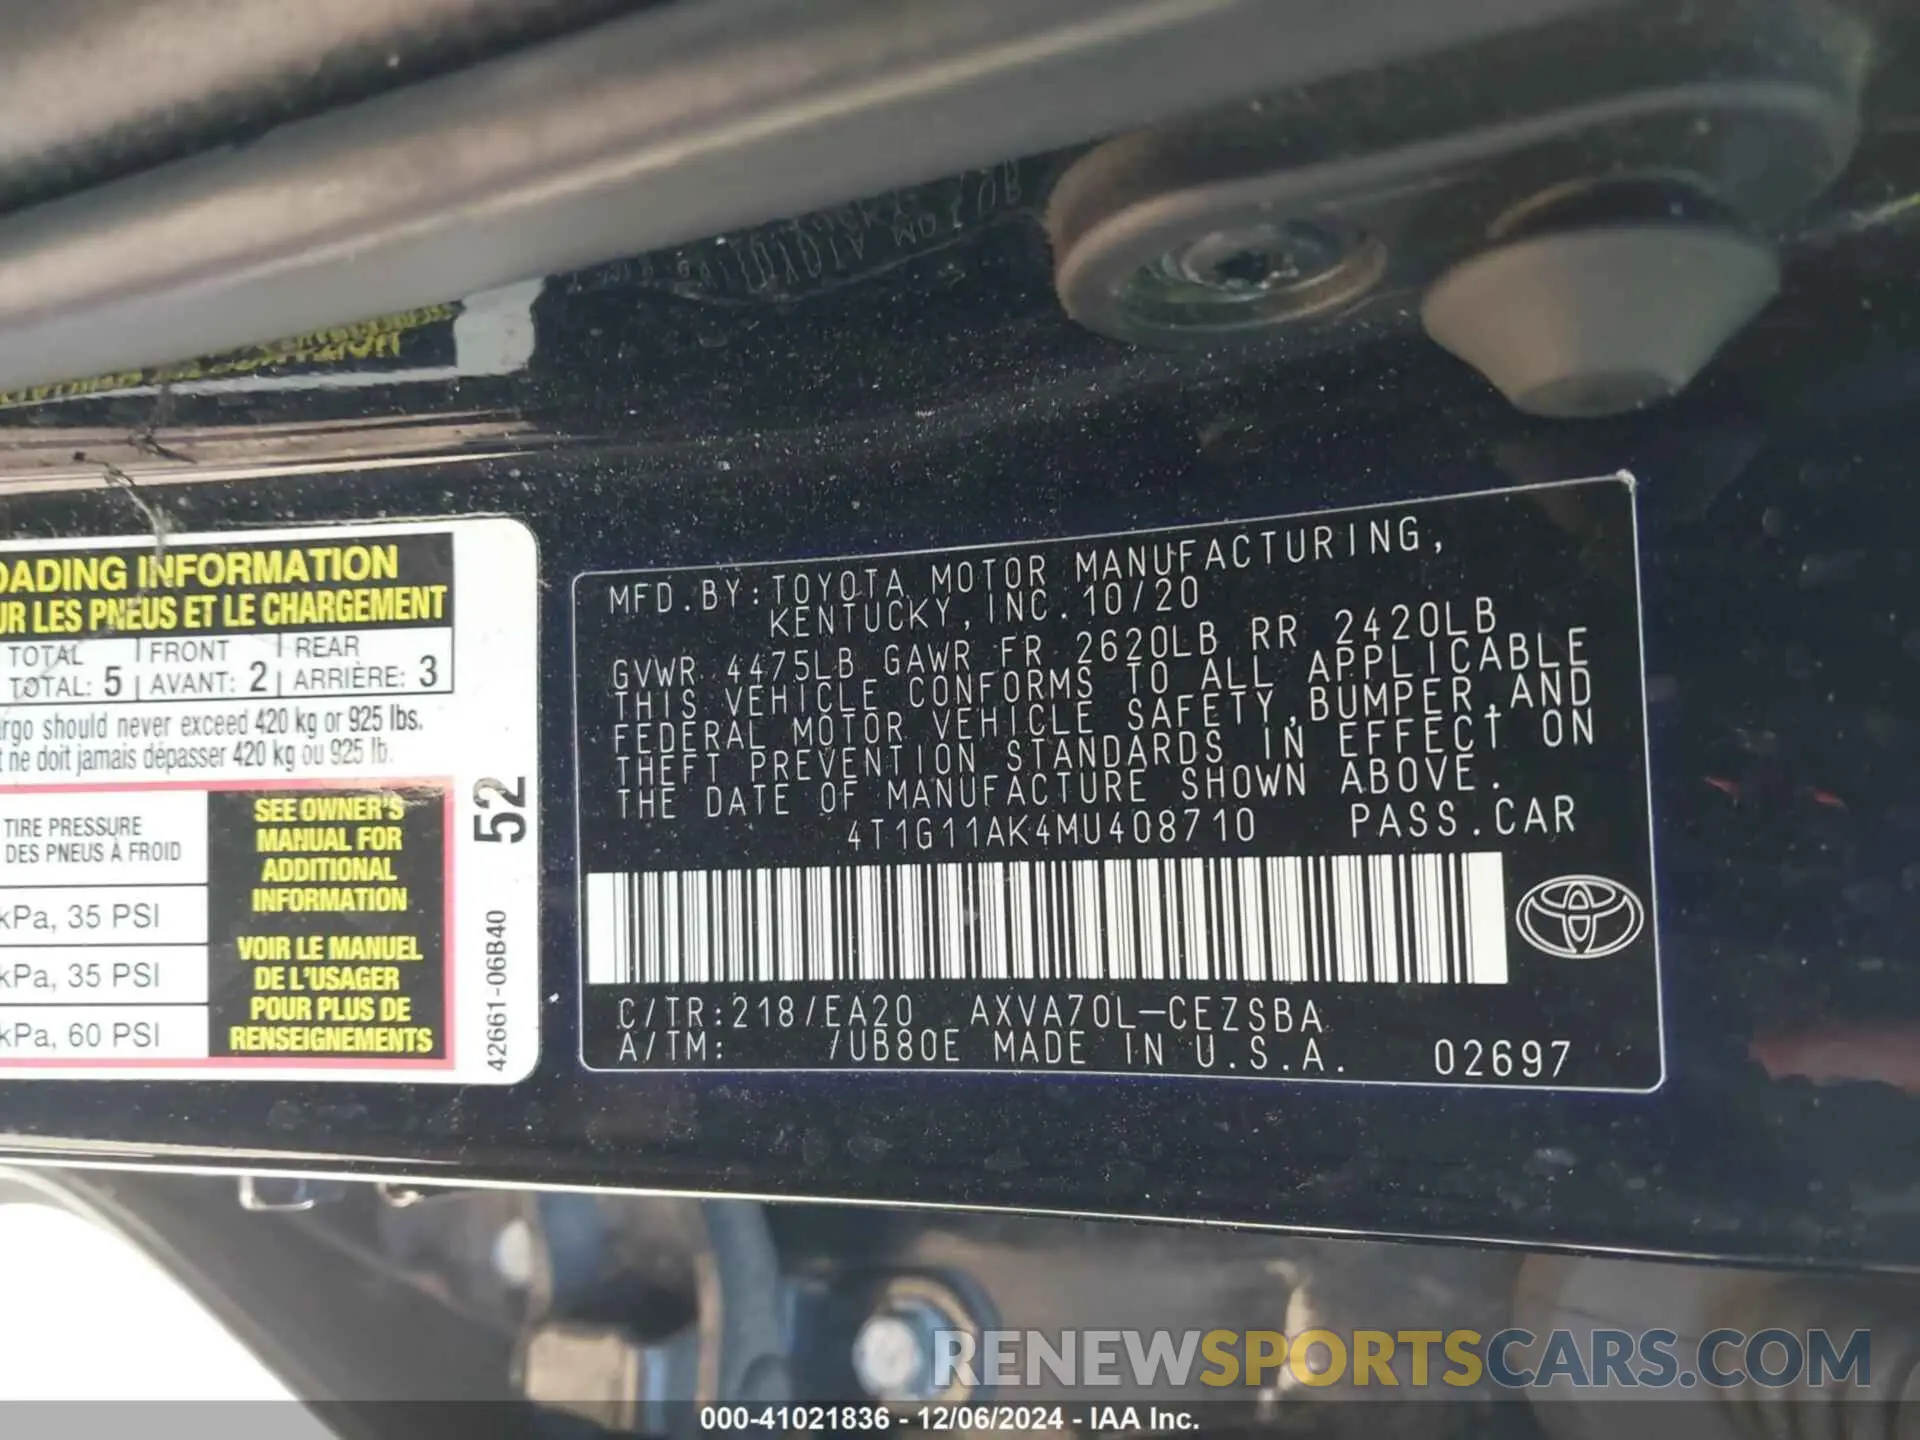 OADING INFORMATION
UR LES PNEUS ET LE CHARGEMENT
TOTAL FRONT REAR
TOTAL: 5 AVANT: 2 ARRIÈRE: 3
rgo should never exceed 420 kg or 925 lbs.
t ne doit jamais dépasser 420 kg ou 925 lb.
TIRE PRESSURE
DES PNEUS À FROID
kPa, 35 PSI
kPa, 35 PSI
kPa, 60 PSI
SEE OWNER'S
MANUAL FOR
ADDITIONAL
INFORMATION
VOIR LE MANUEL
DE L'USAGER
POUR PLUS DE
RENSEIGNEMENTS
52
42661-06B40
MFD.BY:TOYOTA MOTOR MANUFACTURING,
KENTUCKY,INC.10/20
GVWR 4475LB GAWR FR 2620LB RR 2420LB
THIS VEHICLE CONFORMS TO ALL APPLICABLE
FEDERAL MOTOR VEHICLE SAFETY,BUMPER,AND
THEFT PREVENTION STANDARDS IN EFFECT ON
THE DATE OF MANUFACTURE SHOWN ABOVE.
4T1G11AK4MU408710 PASS.CAR
C/TR:218/EA20 AXVA70L-CEZSBA
A/TM: /UB80E MADE IN U.S.A. 02697
RENEWSPORTSCARS.COM
000-41021836 - 12/06/2024 - IAA Inc.